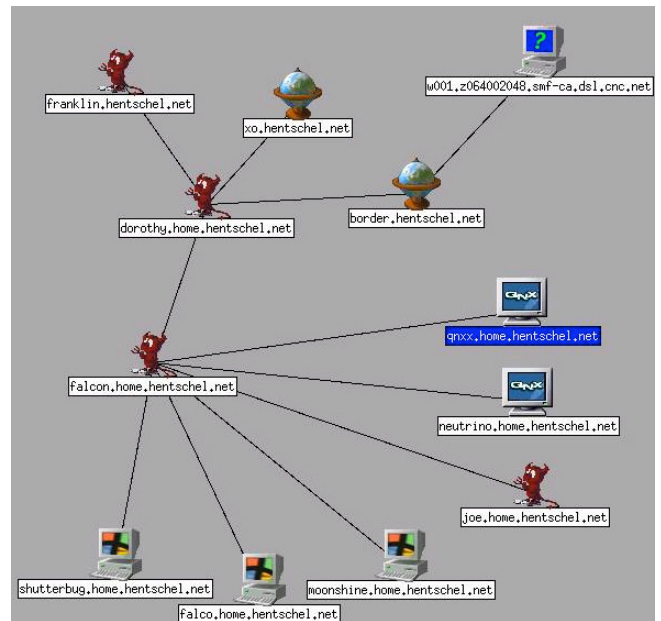 ?
w001.z064002048.smf-ca.dsl.cnc.net
franklin.hentschel.net
xo.hentschel.net
border.hentschel.net
dorothy.home.hentschel.net
QNX
qnxx.home.hentschel.net
falcon.home.hentschel.net
QNX
neutrino.home.hentschel.net
joe.home.hentschel.net
shutterbug.home.hentschel.net
moonshine.home.hentschel.net
falco.home.hentschel.net